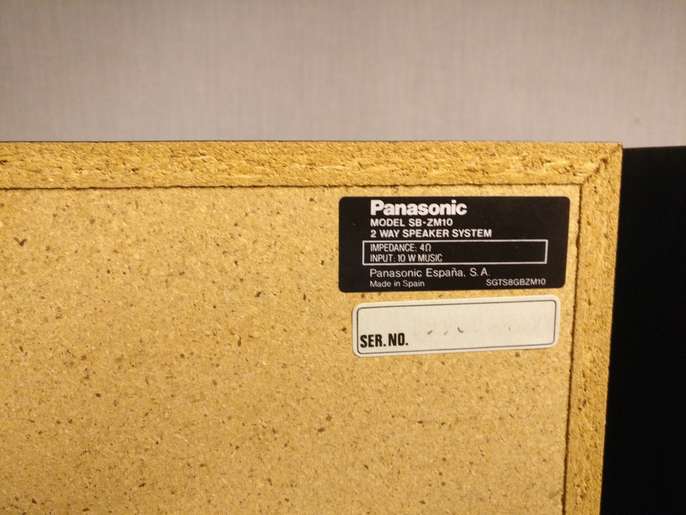 Panasonic
MODEL SB-ZM10
2 WAY SPEAKER SYSTEM
IMPEDANCE: 4Ω
INPUT: 10 W MUSIC
Panasonic España, S.A.
Made in Spain SGTS8GBZM10
SER.NO.